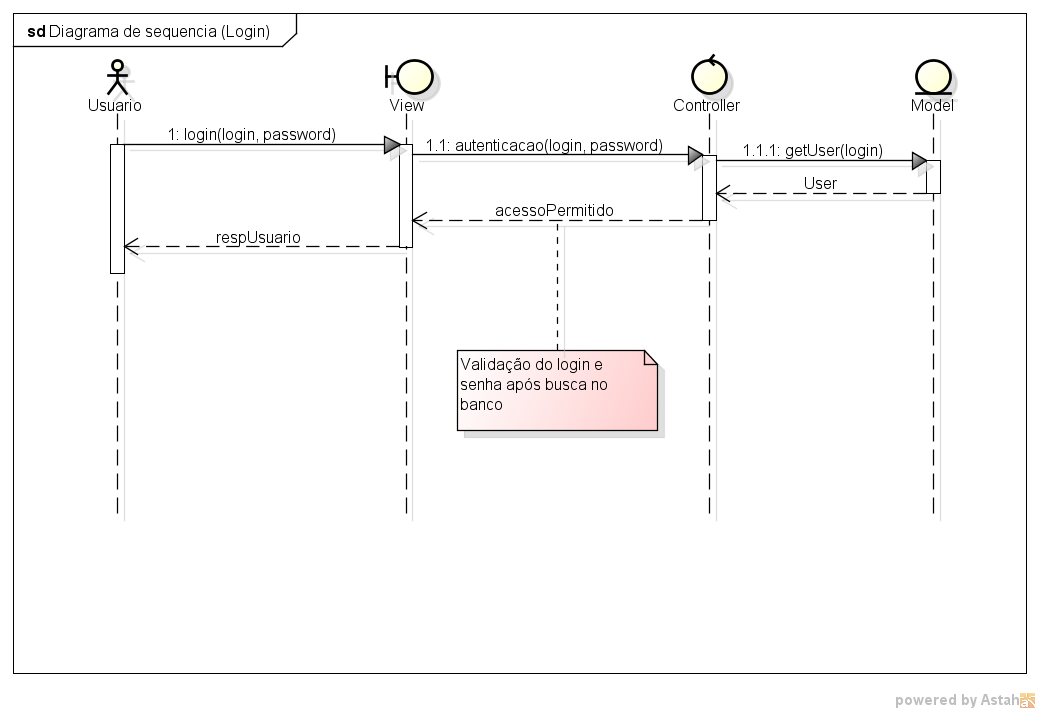 sd Diagrama de sequencia (Login)
Usuario
View
Controller
Model
1: login(login, password)
1.1: autenticacao(login, password)
1.1.1: getUser(login)
User
acessoPermitido
respUsuario
Validação do login e
senha após busca no
banco
powered by Astah